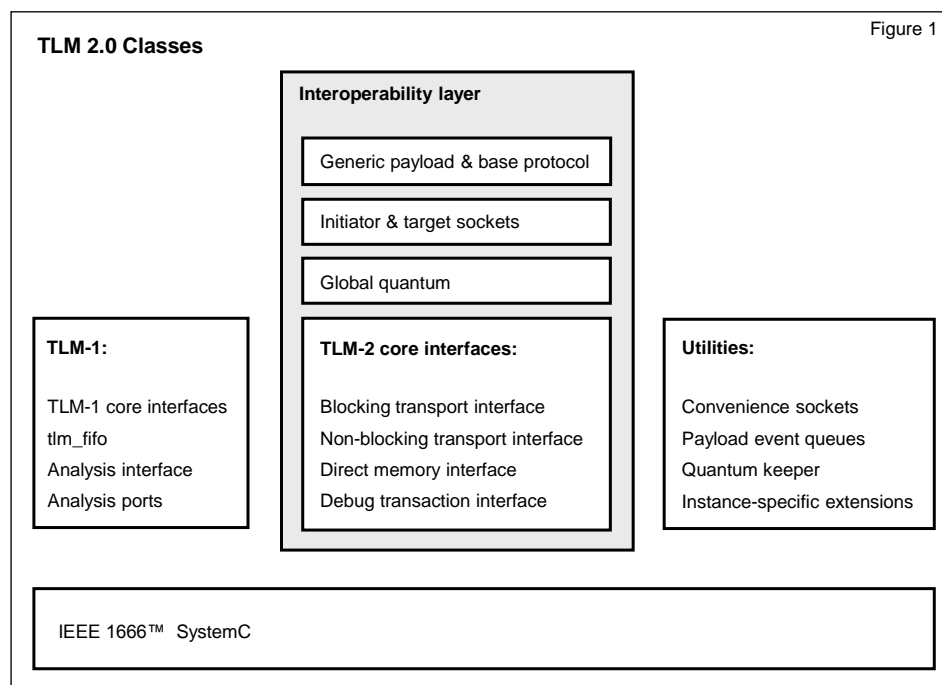 Figure 1
TLM 2.0 Classes
Interoperability layer
Generic payload & base protocol
Initiator & target sockets
Global quantum
TLM-1:
TLM-1 core interfaces
tlm_fifo
Analysis interface
Analysis ports
TLM-2 core interfaces:
Blocking transport interface
Non-blocking transport interface
Direct memory interface
Debug transaction interface
Utilities:
Convenience sockets
Payload event queues
Quantum keeper
Instance-specific extensions
IEEE 1666™ SystemC